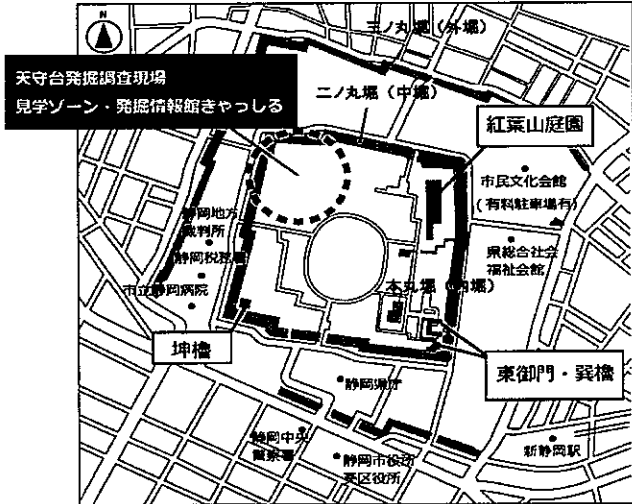 N
三ノ丸堀（外堀）
天守台発掘調査現場
見学ゾーン・発掘情報館きゃっしる
二ノ丸堀（中堀）
紅葉山庭園
市民文化会館
（有料駐車場有）
静岡地方
裁判所
静岡税務署
県総合社会
福祉会館
市立静岡病院
本丸堀（内堀）
坤櫓
東御門・巽櫓
静岡県庁
静岡中央
警察署
静岡市役所
葵区役所
新静岡駅